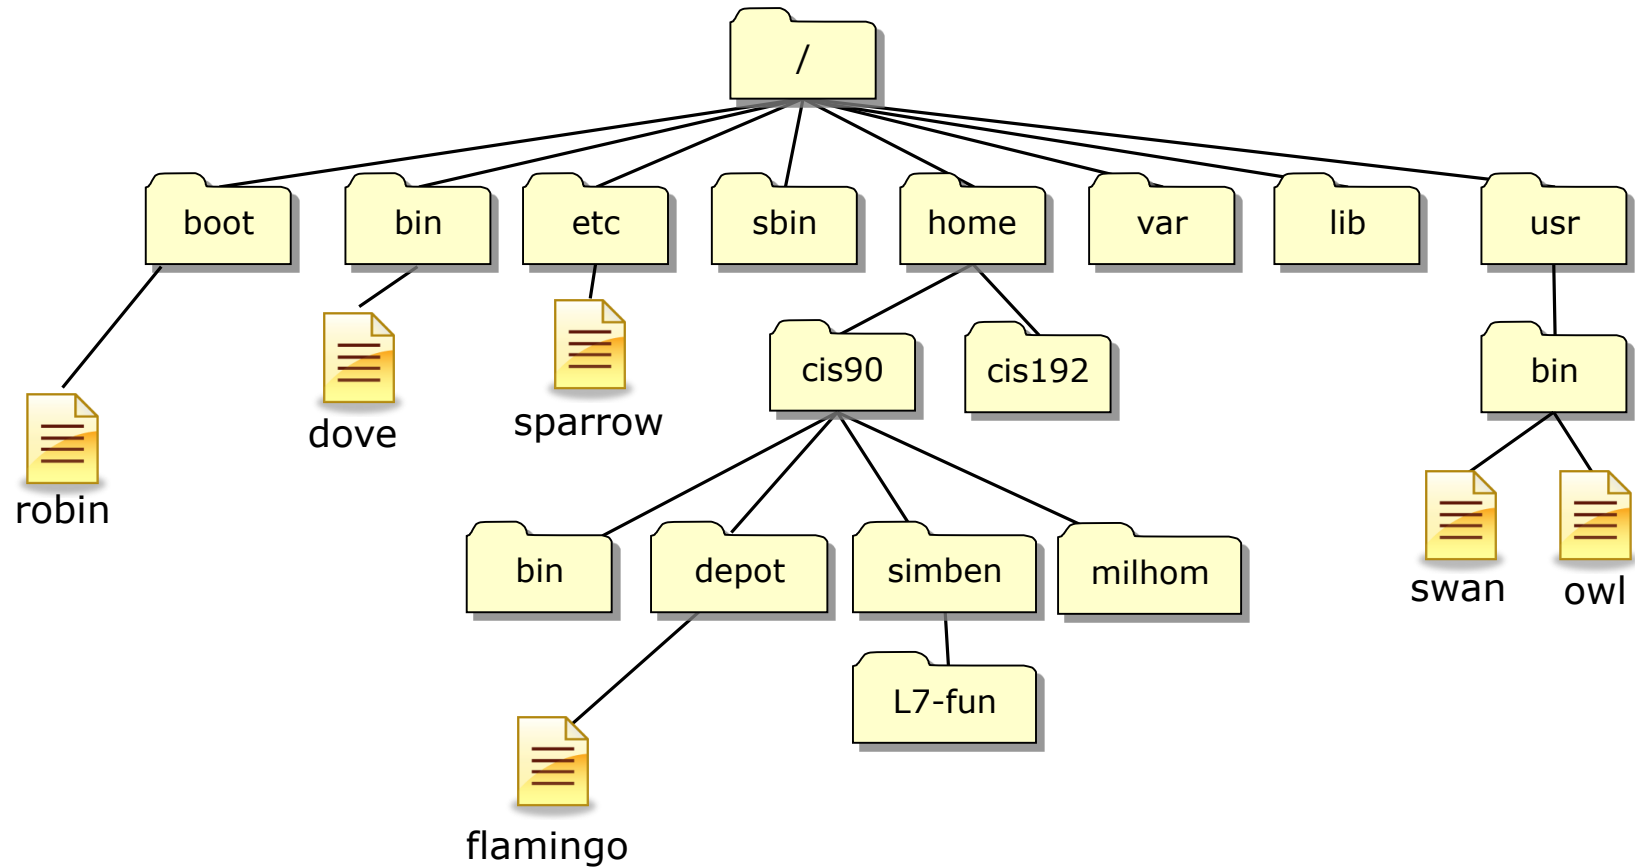 /
boot
bin
etc
sbin
home
var
lib
usr
cis90
cis192
bin
robin
dove
sparrow
bin
depot
simben
milhom
swan
owl
L7-fun
flamingo